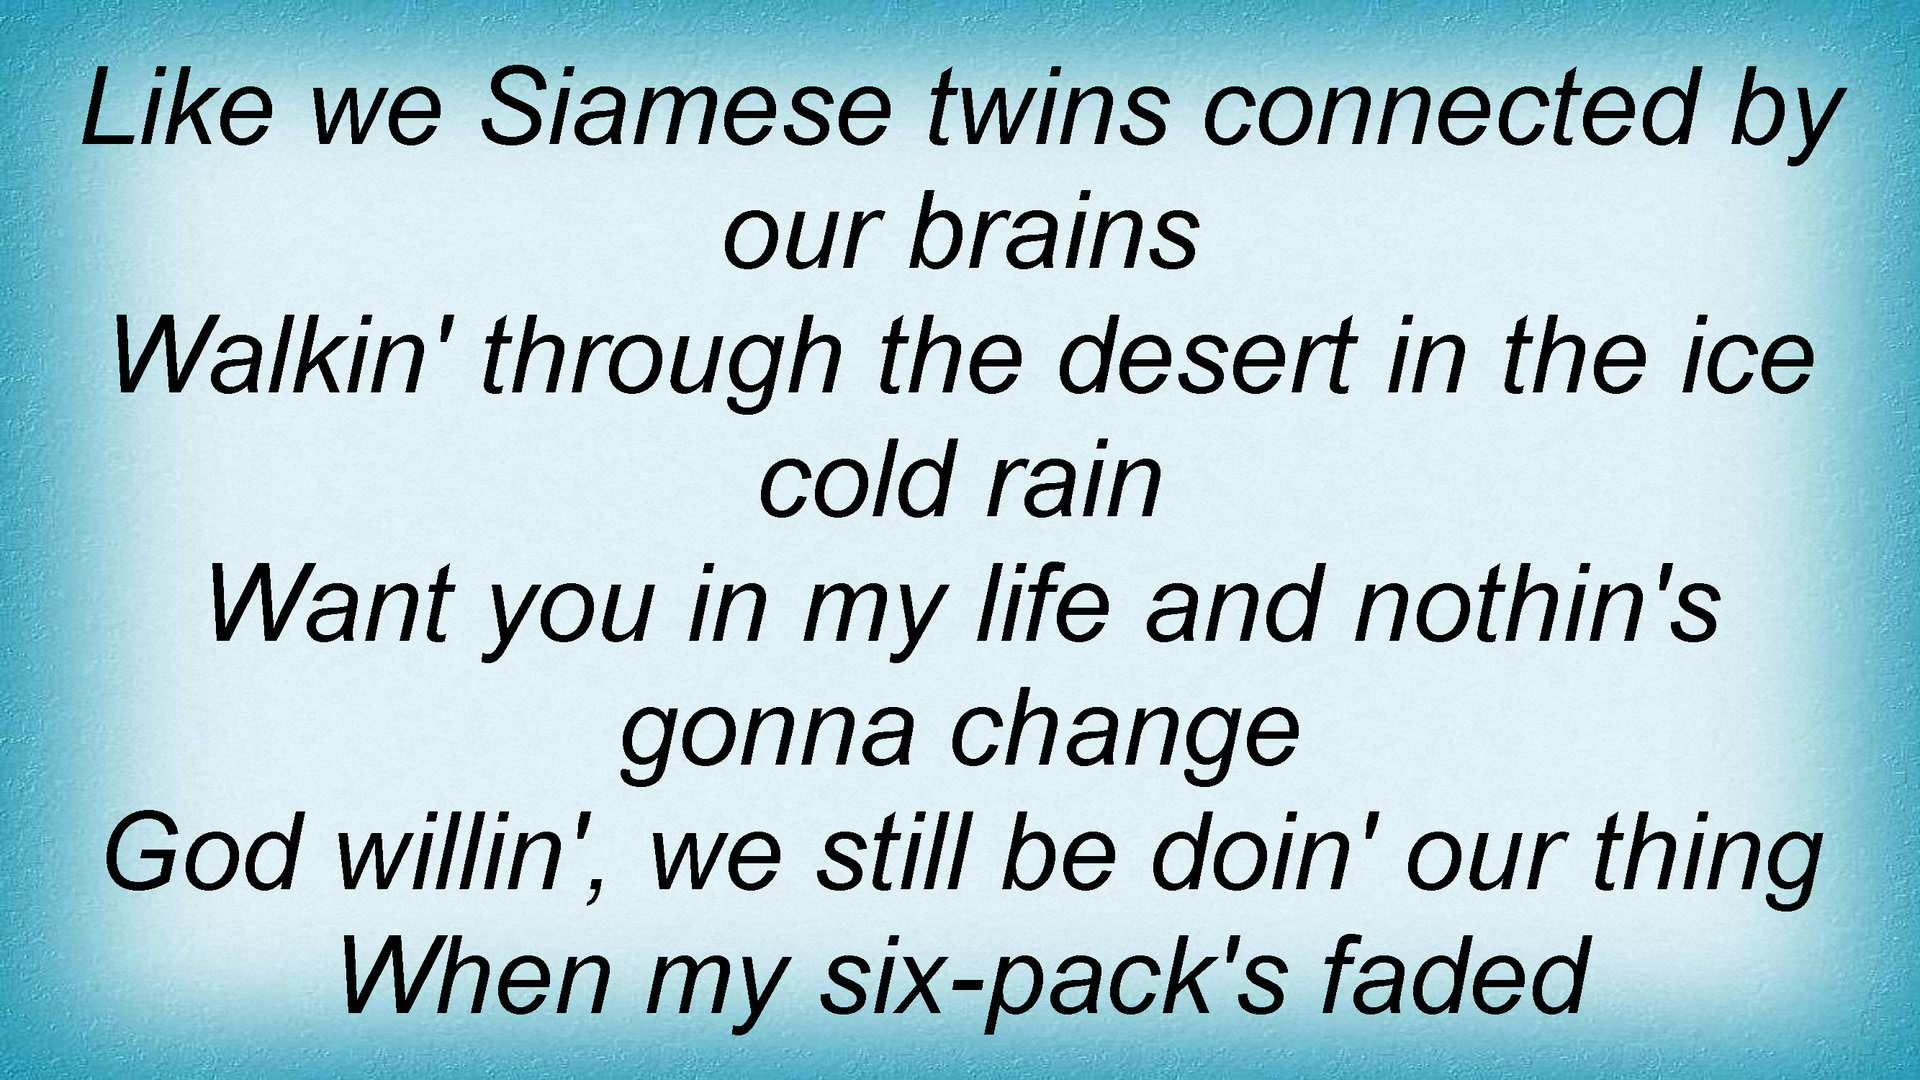 Like we Siamese twins connected by
our brains
Walkin' through the desert in the ice
cold rain
Want you in my life and nothin's
gonna change
God willin', we still be doin' our thing
When my six-pack's faded